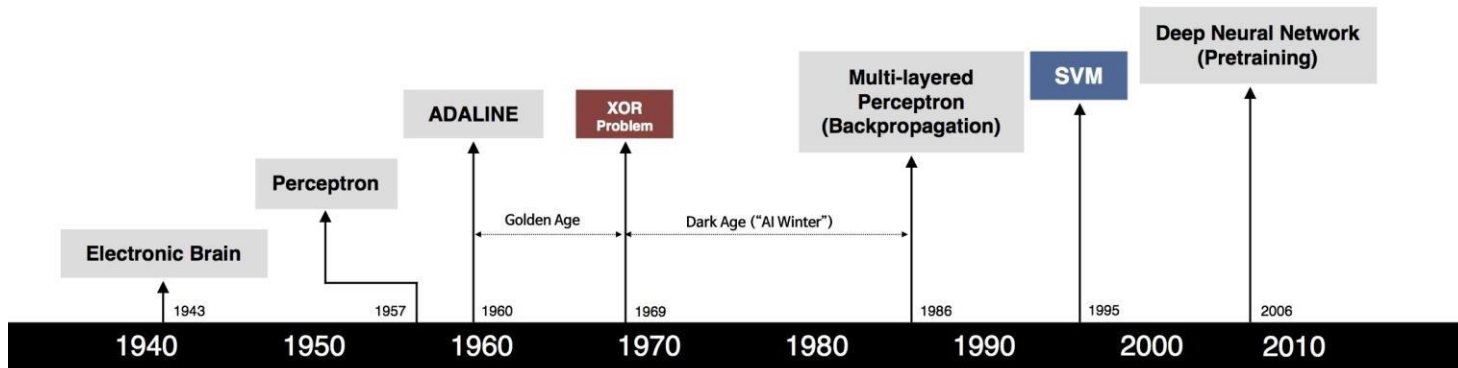 Deep Neural Network
(Pretraining)
SVM
Multi-layered
Perceptron
(Backpropagation)
XOR
Problem
ADALINE
Perceptron
Golden Age
Dark Age ("AI Winter")
Electronic Brain
1943
1957
1960
1969
1986
1995
2006
1940
1950
1960
1970
1980
1990
2000
2010